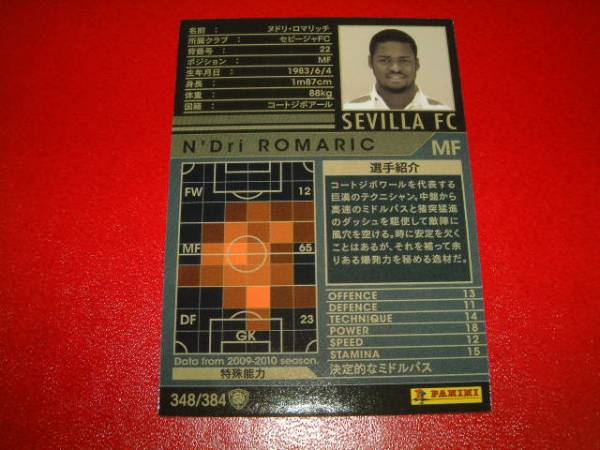 名前 : ヌドリ・ロマリッチ
所属クラブ : セビージャFC
背番号 : 22
ポジション : MF
生年月日 : 1983/6/4
身長 : 1m87cm
体重 : 88kg
国籍 : コートジボアール
SEVILLA FC
N'Dri ROMARIC MF
FW 12
MF 65
DF 23
GK
Data from 2009-2010 season.
選手紹介
コートジボワールを代表する
巨漢のテクニシャン。中盤から
高速のミドルパスと猪突猛進
のダッシュを駆使して敵陣に
風穴を空ける。時に安定を欠く
ことはあるが、それを補って余
りある爆発力を秘める逸材だ。
OFFENCE 13
DEFENCE 11
TECHNIQUE 14
POWER 18
SPEED 12
STAMINA 15
特殊能力 決定的なミドルパス
348/384
PANINI